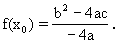 f(x₀) = (b² − 4ac) / (−4a).